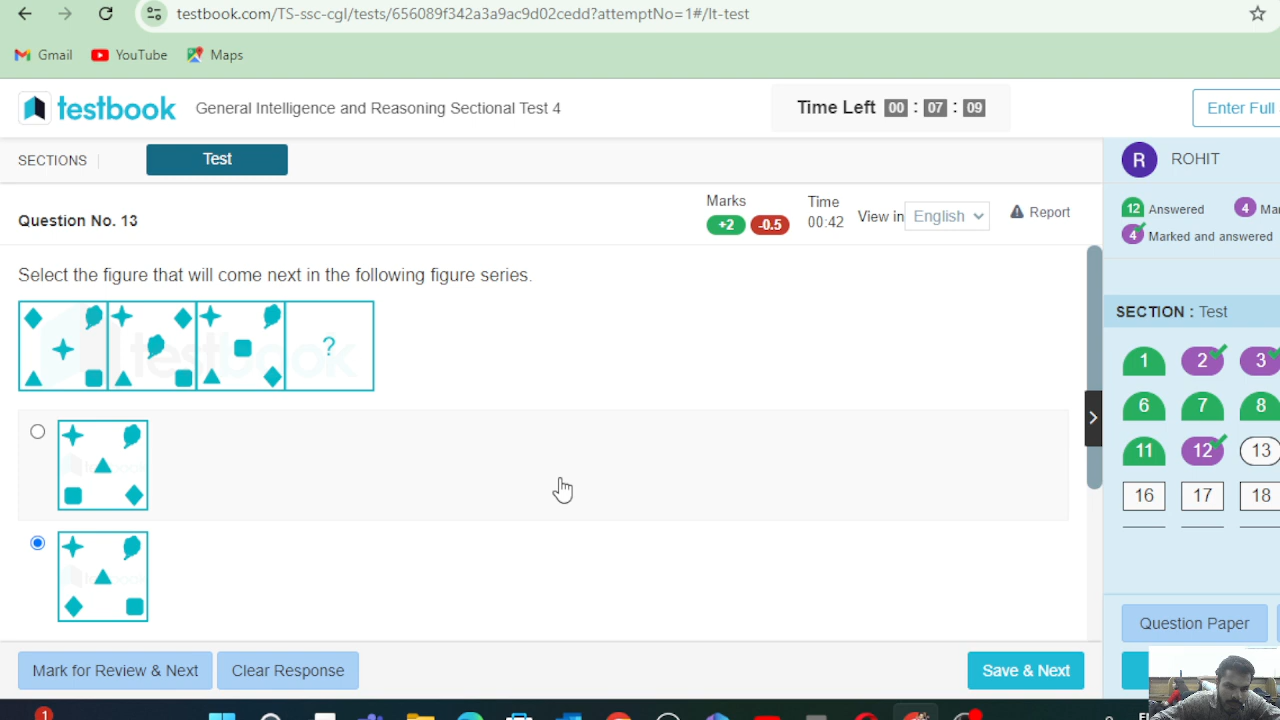 testbook.com/TS-ssc-cgl/tests/656089f342a3a9ac9d02cedd?attemptNo=1#/lt-test
Gmail YouTube Maps
testbook General Intelligence and Reasoning Sectional Test 4 Time Left 00 : 07 : 09 Enter Full
SECTIONS Test R ROHIT
Question No. 13 Marks +2 -0.5 Time 00:42 View in English Report
12 Answered 4 Ma
4 Marked and answered
Select the figure that will come next in the following figure series.
?
SECTION : Test
1 2 3
6 7 8
11 12 13
16 17 18
Question Paper
Mark for Review & Next Clear Response Save & Next
1